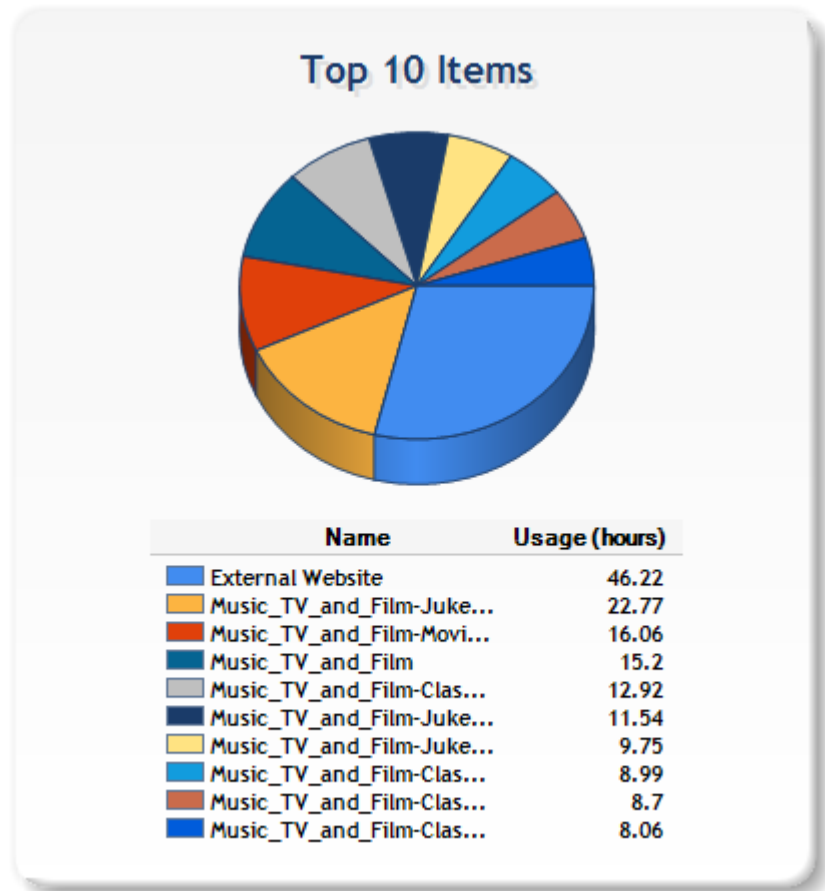 Top 10 Items
Name Usage (hours)
External Website 46.22
Music_TV_and_Film-Juke... 22.77
Music_TV_and_Film-Movi... 16.06
Music_TV_and_Film 15.2
Music_TV_and_Film-Clas... 12.92
Music_TV_and_Film-Juke... 11.54
Music_TV_and_Film-Juke... 9.75
Music_TV_and_Film-Clas... 8.99
Music_TV_and_Film-Clas... 8.7
Music_TV_and_Film-Clas... 8.06